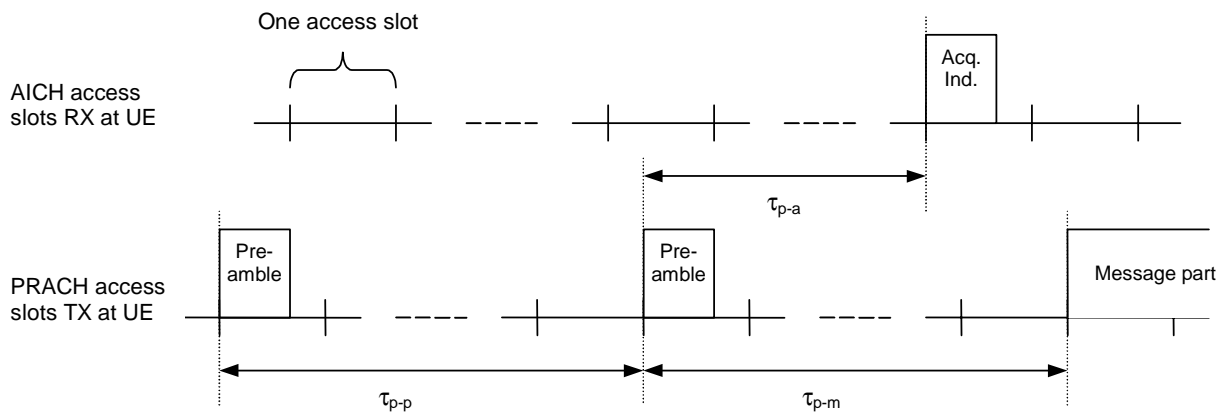 One access slot
AICH access
slots RX at UE
Acq.
Ind.
τp-a
Pre-
amble
Pre-
amble
Message part
PRACH access
slots TX at UE
τp-p
τp-m